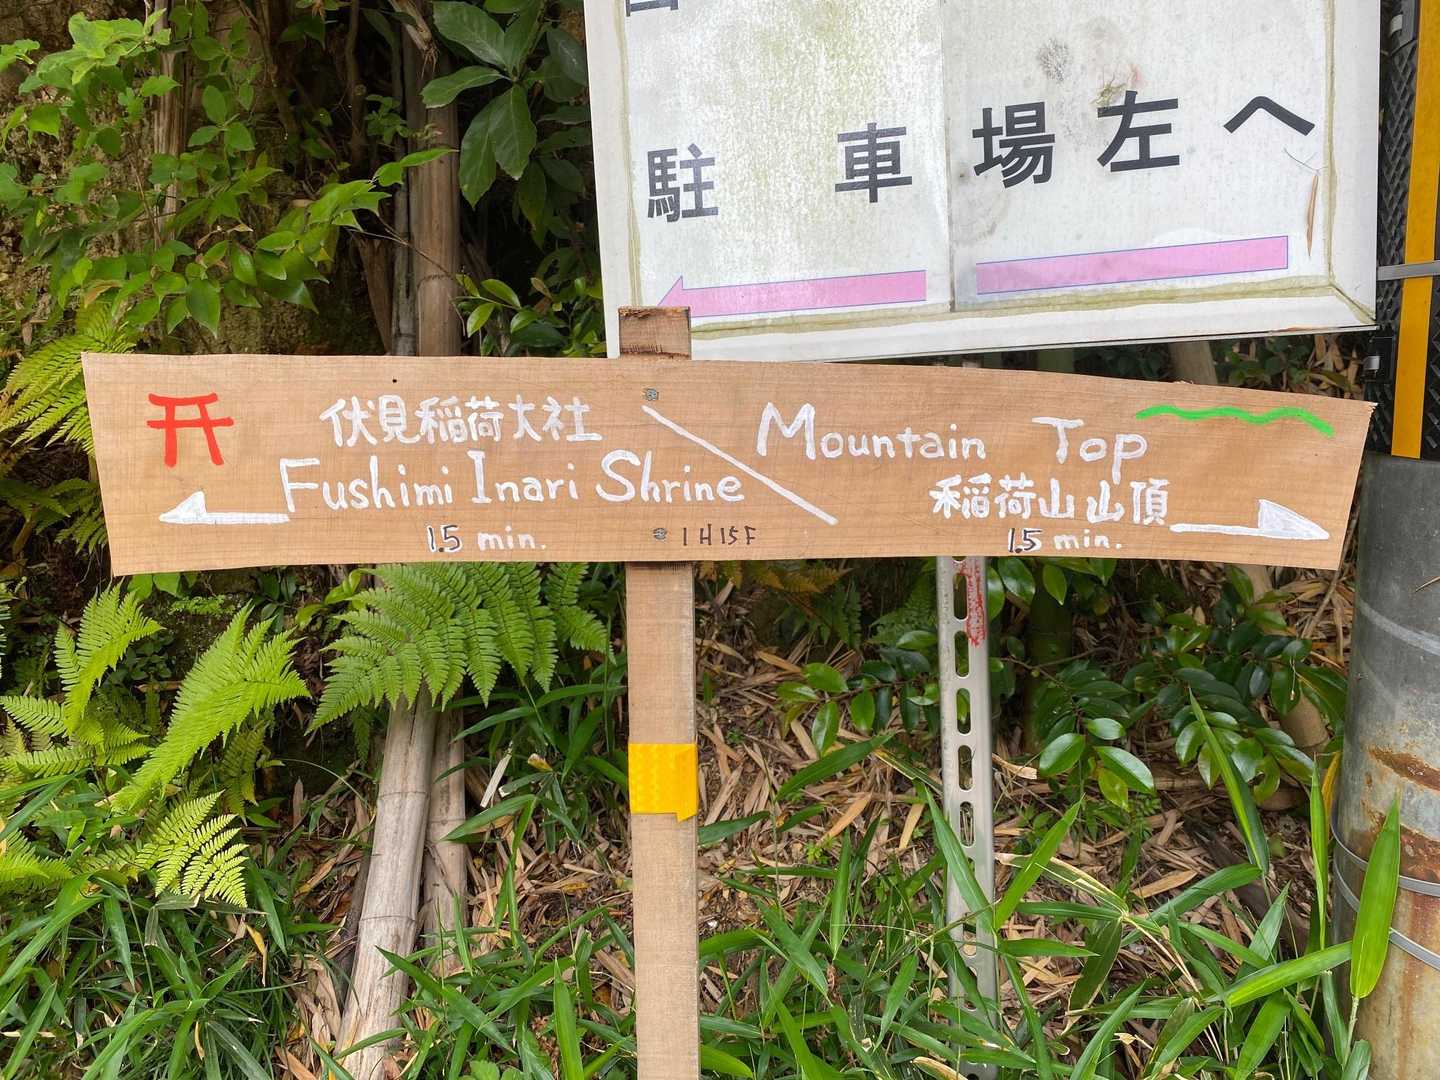 駐車場左へ
伏見稲荷大社
Fushimi Inari Shrine
15 min.
Mountain Top
稲荷山山頂
15 min.